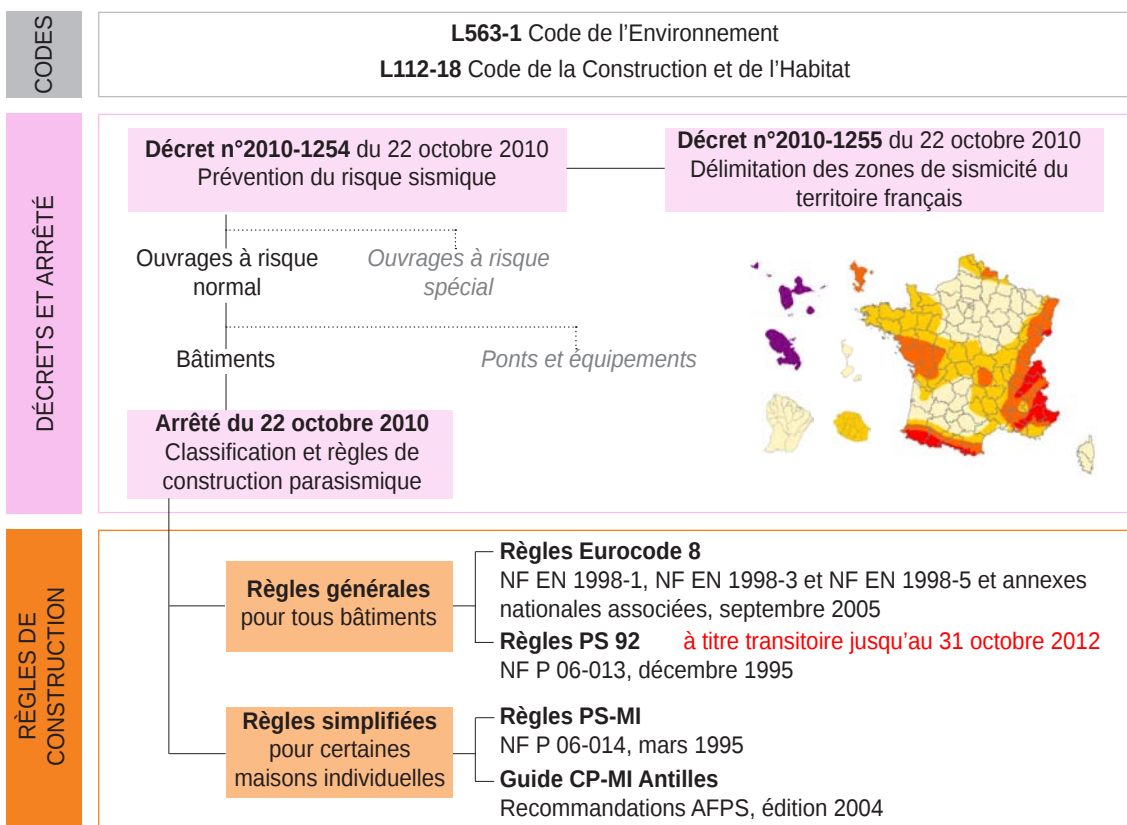 CODES
L563-1 Code de l'Environnement
L112-18 Code de la Construction et de l'Habitat
DÉCRETS ET ARRÊTÉ
Décret n°2010-1254 du 22 octobre 2010
Prévention du risque sismique
Décret n°2010-1255 du 22 octobre 2010
Délimitation des zones de sismicité du
territoire français
Ouvrages à risque
normal
Ouvrages à risque
spécial
Bâtiments
Ponts et équipements
Arrêté du 22 octobre 2010
Classification et règles de
construction parasismique
RÈGLES DE
CONSTRUCTION
Règles générales
pour tous bâtiments
Règles Eurocode 8
NF EN 1998-1, NF EN 1998-3 et NF EN 1998-5 et annexes
nationales associées, septembre 2005
Règles PS 92 à titre transitoire jusqu'au 31 octobre 2012
NF P 06-013, décembre 1995
Règles simplifiées
pour certaines
maisons individuelles
Règles PS-MI
NF P 06-014, mars 1995
Guide CP-MI Antilles
Recommandations AFPS, édition 2004